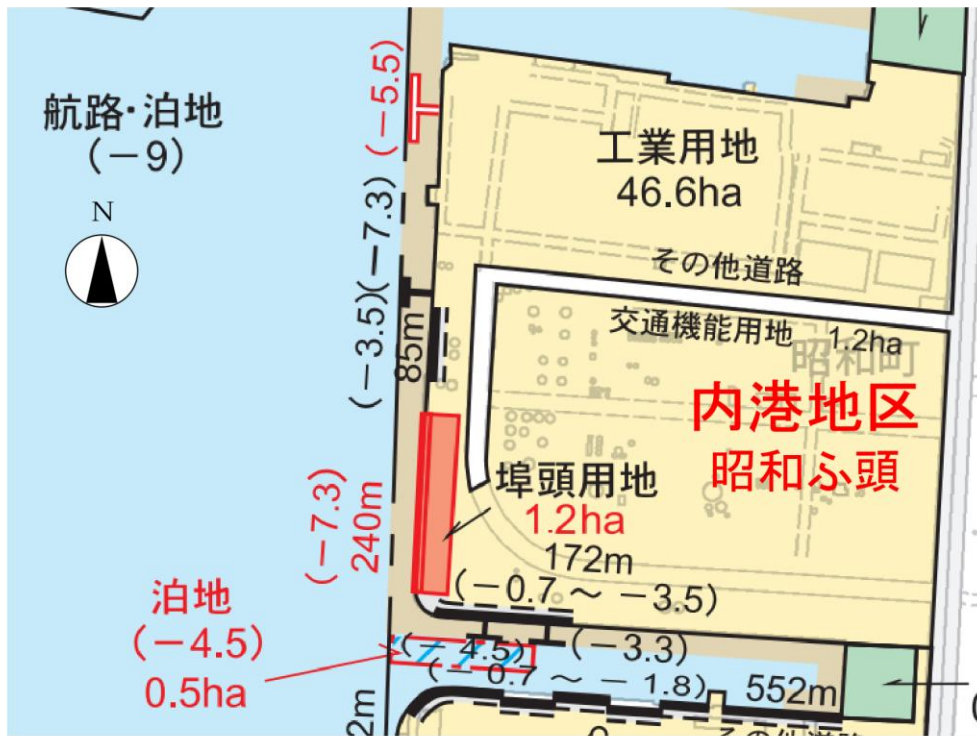 航路・泊地
(－9)
N
(－5.5)
(－7.3)
(－3.5)
85m
工業用地
46.6ha
その他道路
交通機能用地 1.2ha
昭和町
内港地区
昭和ふ頭
埠頭用地
1.2ha
(－7.3)
240m
172m
(－0.7 ～ －3.5)
泊地
(－4.5)
0.5ha
(－4.5)
(－3.3)
(－0.7 ～ －1.8)
552m
2m